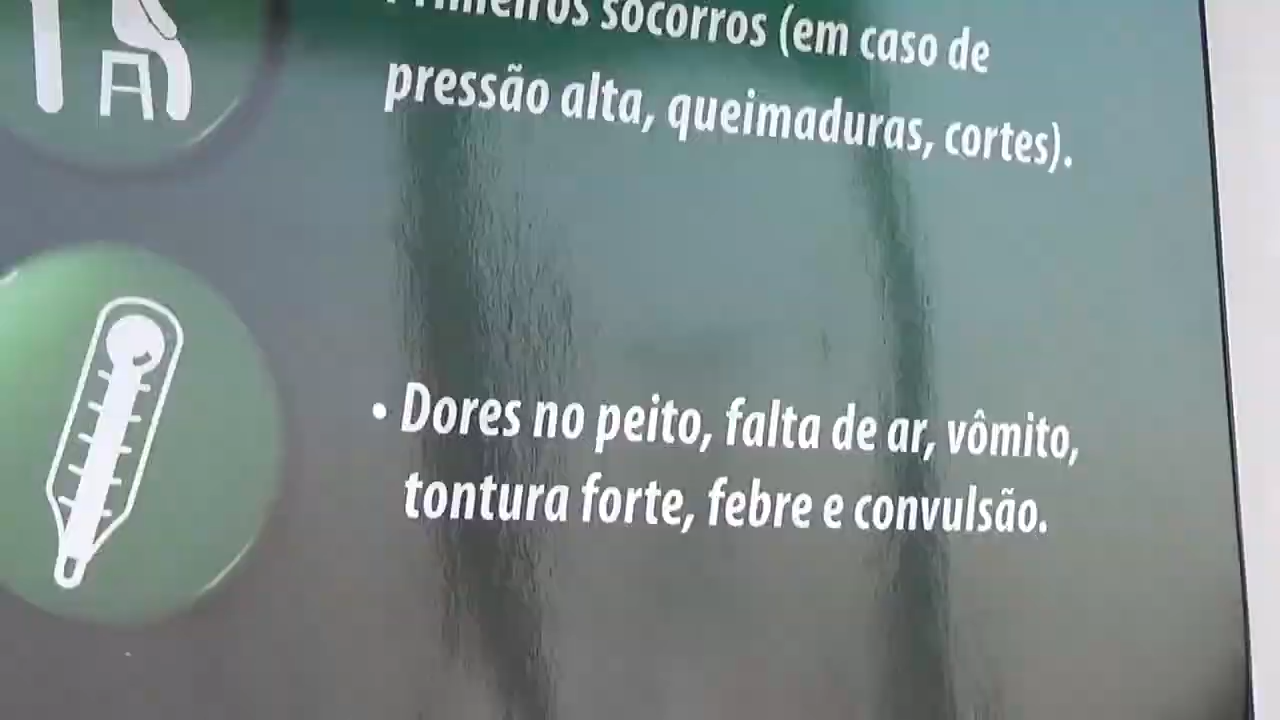 Primeiros socorros (em caso de
pressão alta, queimaduras, cortes).
• Dores no peito, falta de ar, vômito,
tontura forte, febre e convulsão.